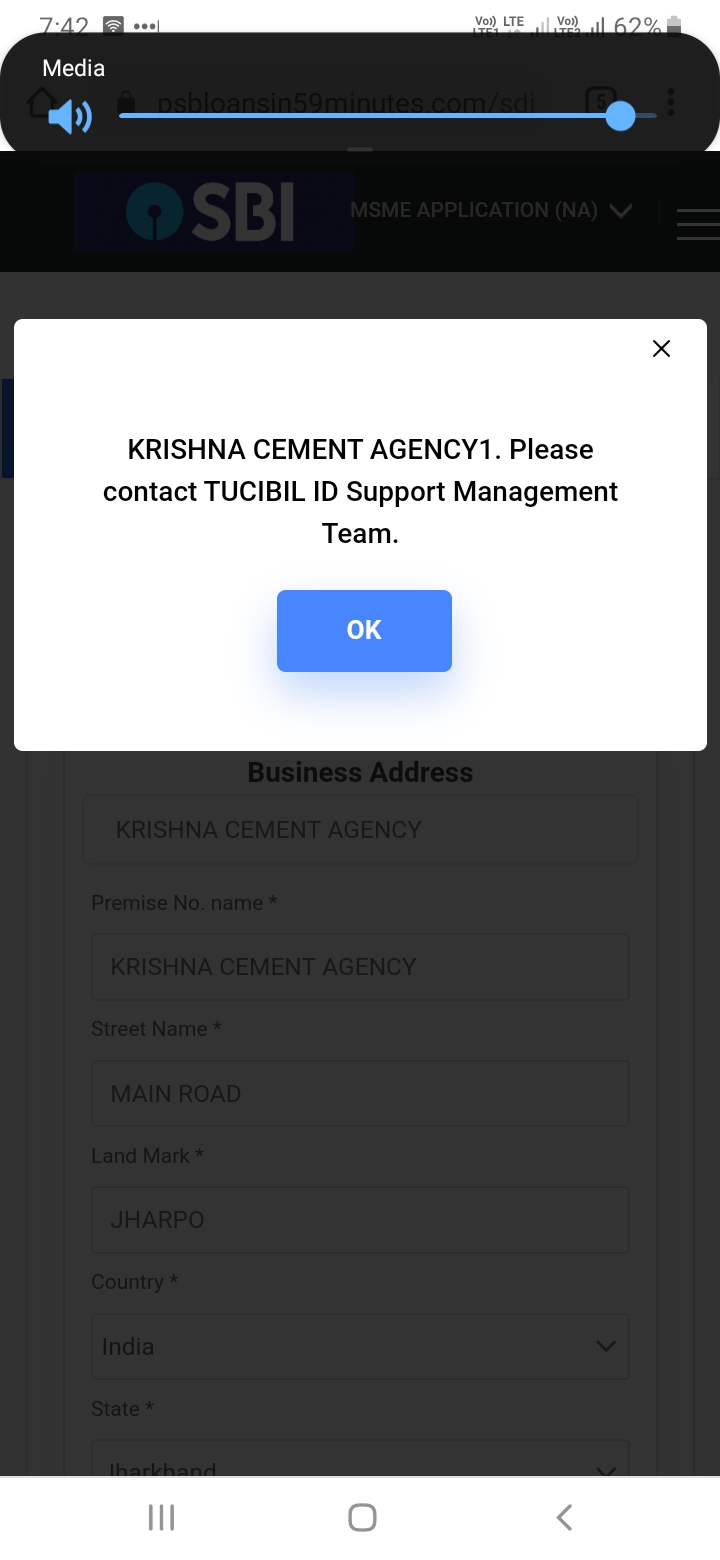 7:42
Vo) LTE Vo) 62%
LTE1 LTE2
Media
psbloansin59minutes.com/sdi 5
SBI MSME APPLICATION (NA)
KRISHNA CEMENT AGENCY1. Please
contact TUCIBIL ID Support Management
Team.
OK
Business Address
KRISHNA CEMENT AGENCY
Premise No. name *
KRISHNA CEMENT AGENCY
Street Name *
MAIN ROAD
Land Mark *
JHARPO
Country *
India
State *
Jharkhand